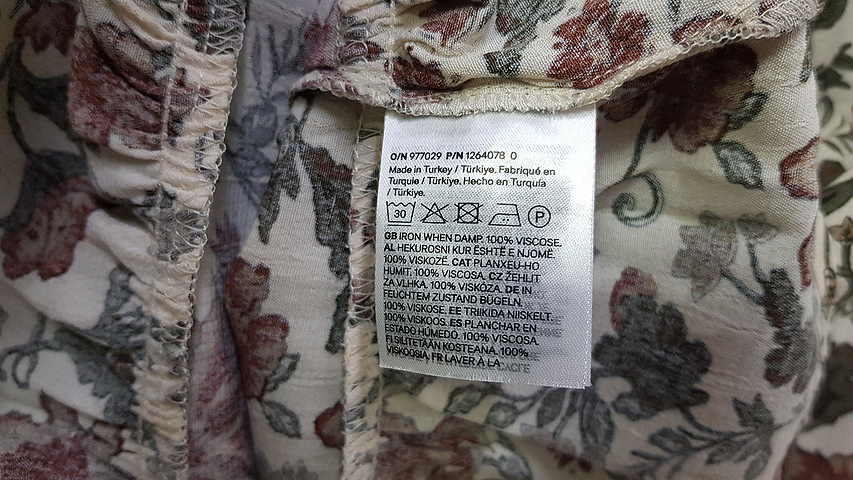 O/N 977029 P/N 1264078 0
Made in Turkey / Türkiye. Fabriqué en
Turquie / Türkiye. Hecho en Turquía
/ Türkiye.
30 P
GB IRON WHEN DAMP. 100% VISCOSE.
AL HEKUROSNI KUR ËSHTË E NJOMË.
100% VISKOZË. CAT PLANXEU-HO
HUMIT. 100% VISCOSA. CZ ŽEHLIT
ZA VLHKA. 100% VISKÓZA. DE IN
FEUCHTEM ZUSTAND BÜGELN.
100% VISKOSE. EE TRIIKIDA NIISKELT.
100% VISKOOS. ES PLANCHAR EN
ESTADO HÚMEDO. 100% VISCOSA.
FI SILITETÄÄN KOSTEANA. 100%
VISKOOSIA. FR LAVER À LA